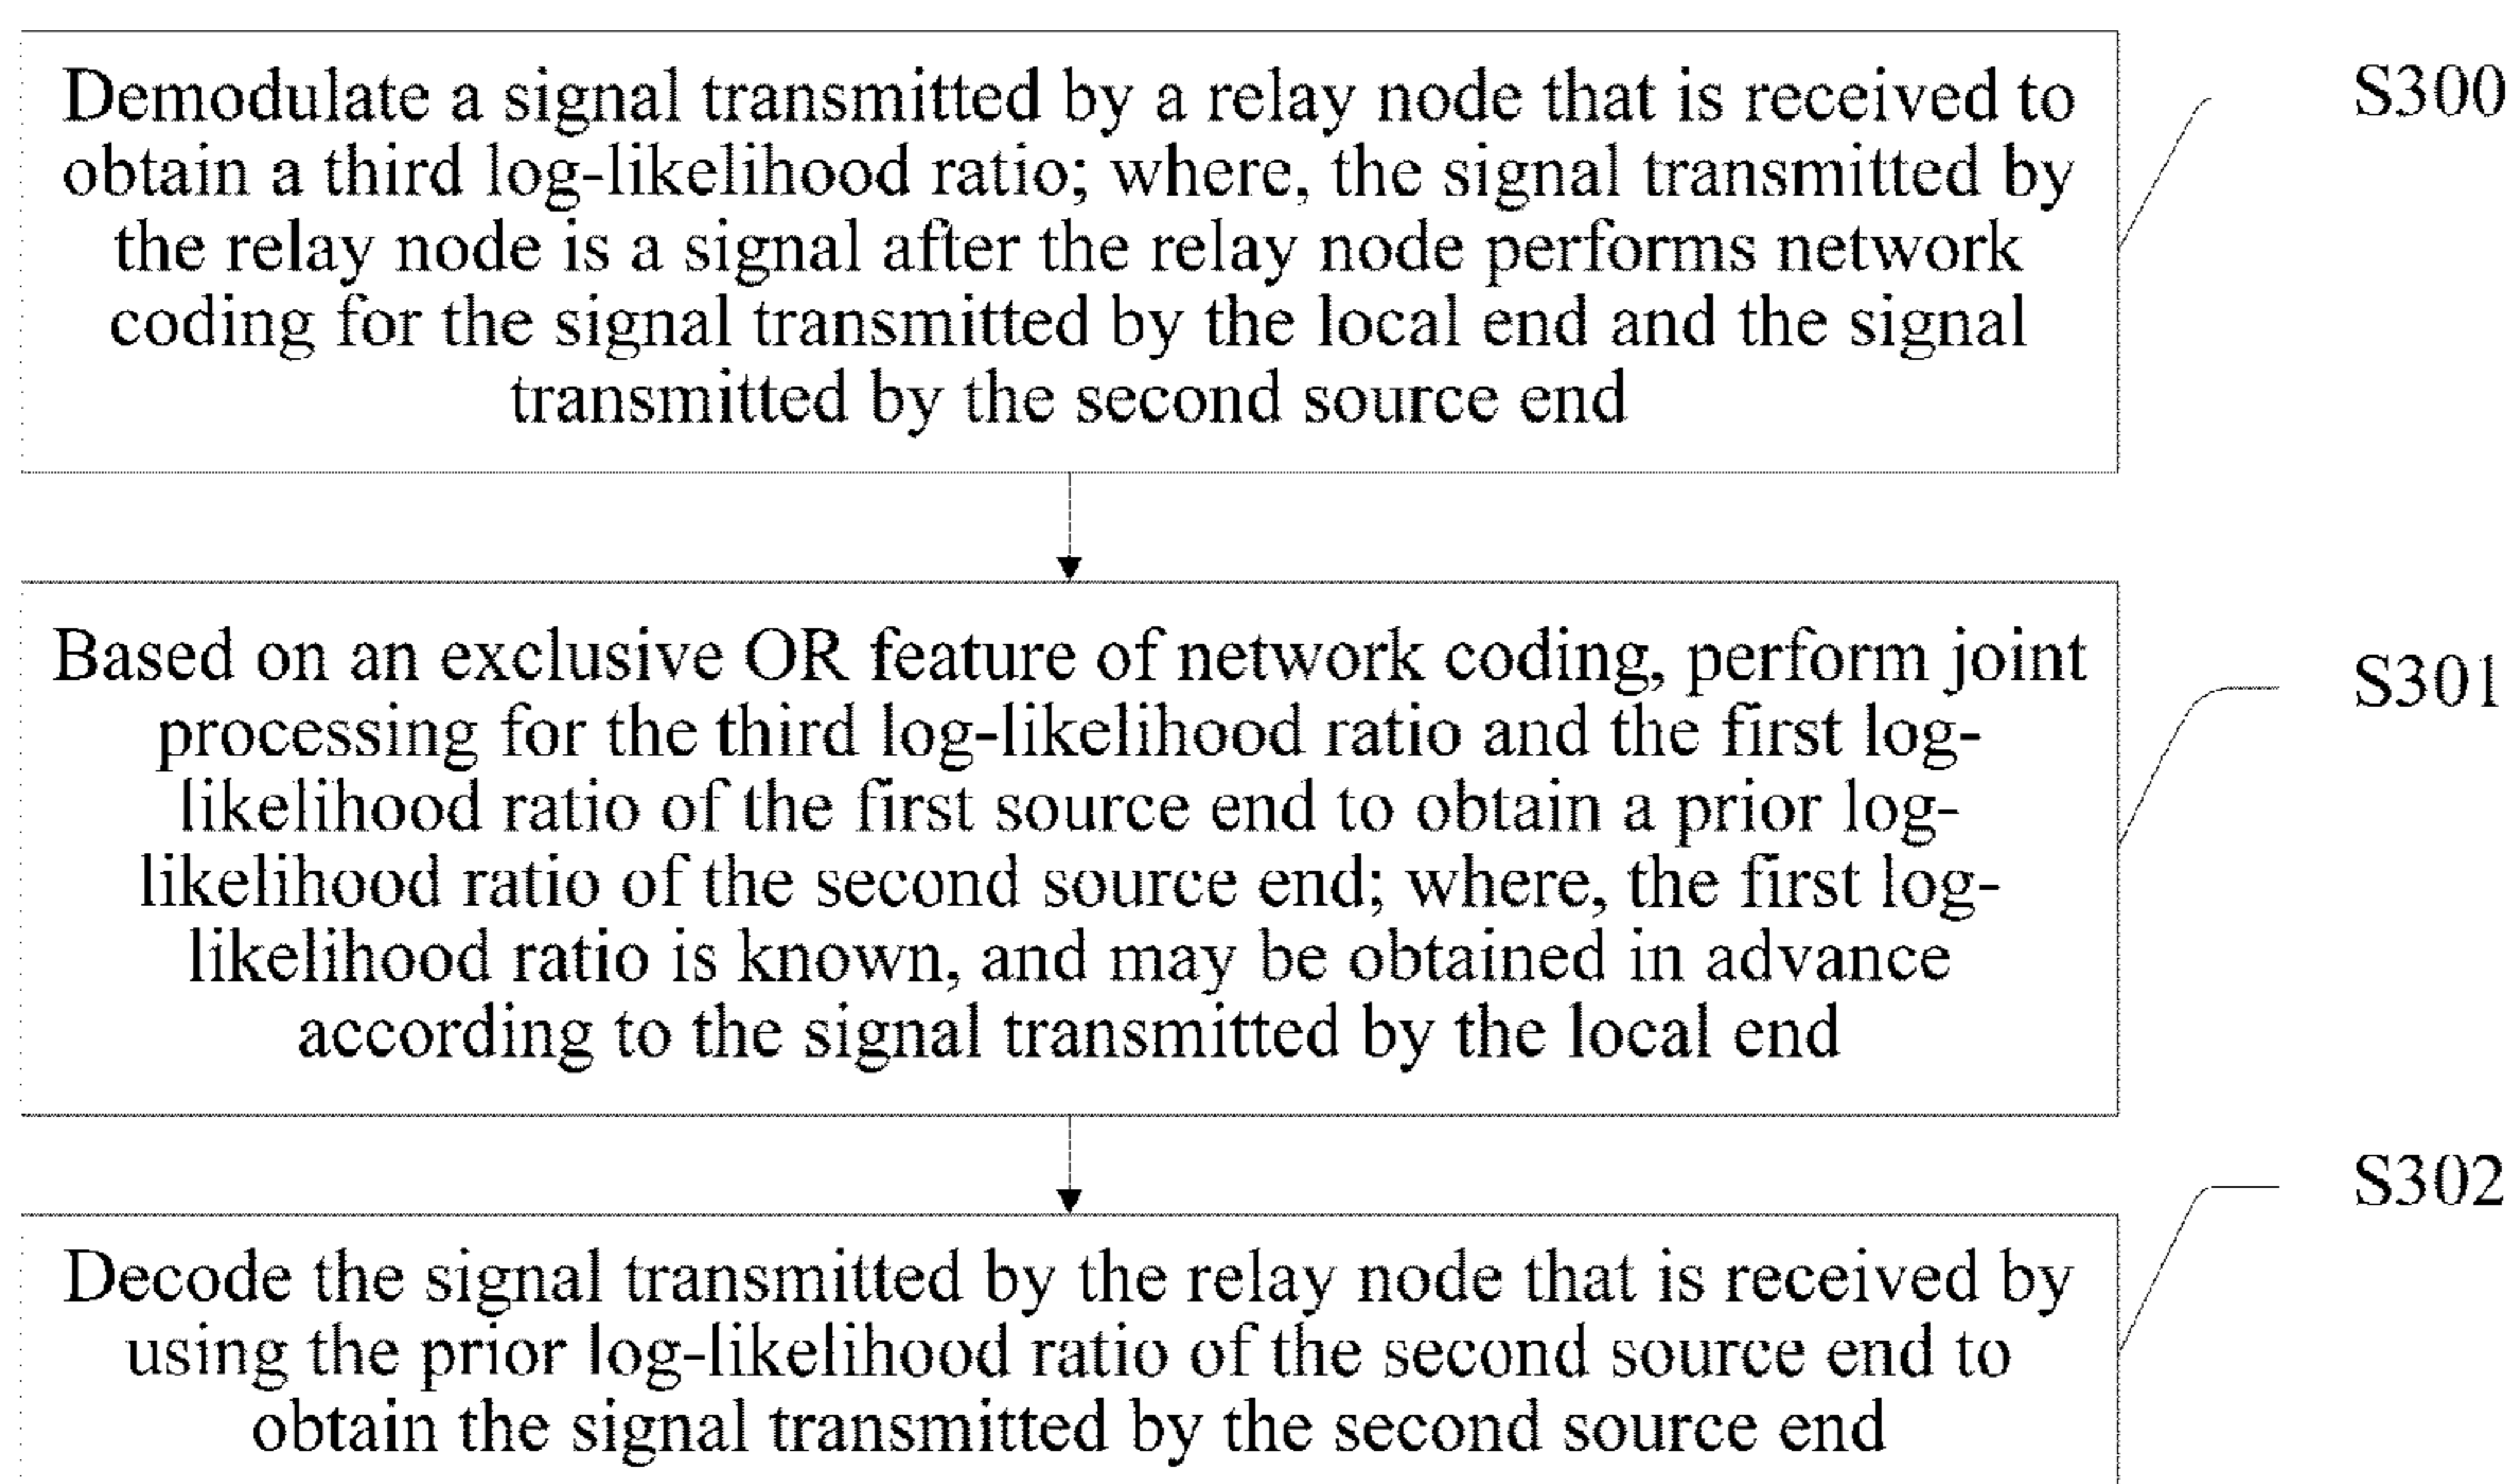 Demodulate a signal transmitted by a relay node that is received to
obtain a third log-likelihood ratio; where, the signal transmitted by
the relay node is a signal after the relay node performs network
coding for the signal transmitted by the local end and the signal
transmitted by the second source end
S300
Based on an exclusive OR feature of network coding, perform joint
processing for the third log-likelihood ratio and the first log-
likelihood ratio of the first source end to obtain a prior log-
likelihood ratio of the second source end; where, the first log-
likelihood ratio is known, and may be obtained in advance
according to the signal transmitted by the local end
S301
Decode the signal transmitted by the relay node that is received by
using the prior log-likelihood ratio of the second source end to
obtain the signal transmitted by the second source end
S302